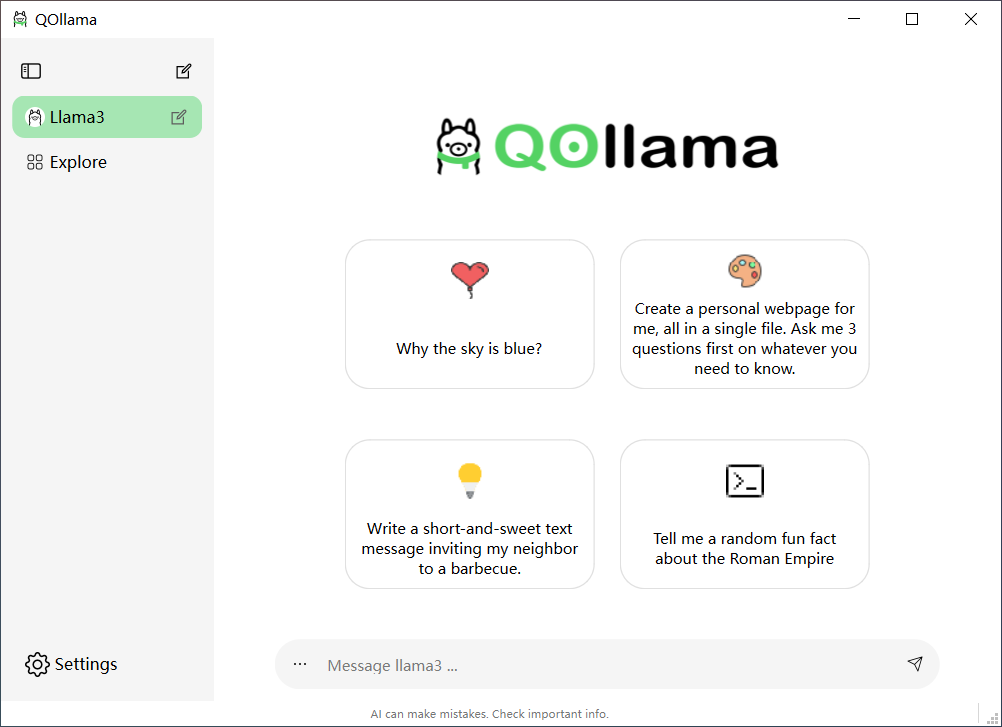 QOllama
Llama3
Explore
QOllama
Why the sky is blue?
Create a personal webpage for
me, all in a single file. Ask me 3
questions first on whatever you
need to know.
Write a short-and-sweet text
message inviting my neighbor
to a barbecue.
Tell me a random fun fact
about the Roman Empire
Settings
Message llama3 ...
AI can make mistakes. Check important info.